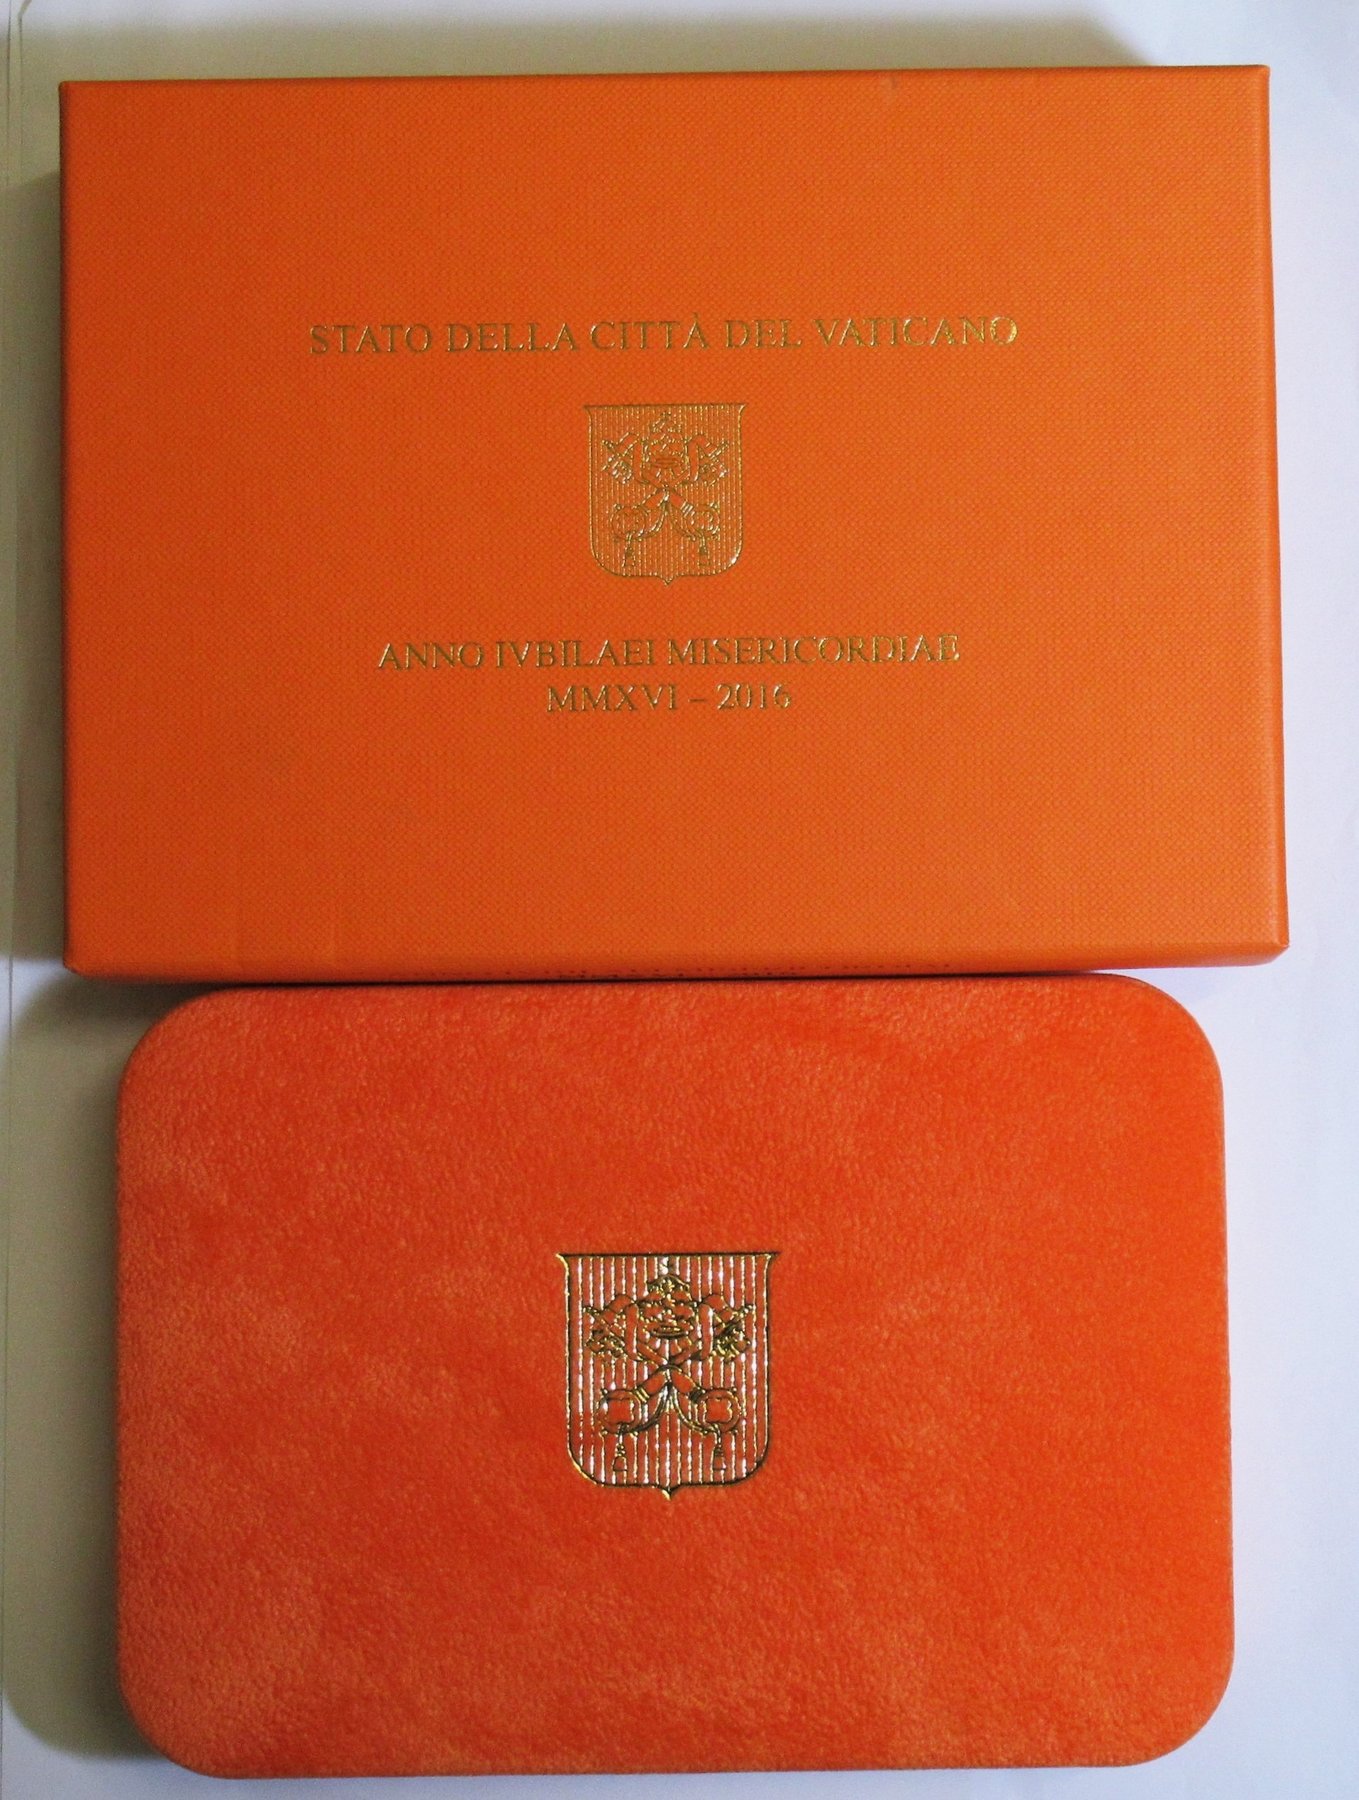 STATO DELLA CITTÀ DEL VATICANO
ANNO IVBILAEI MISERICORDIAE
MMXVI – 2016